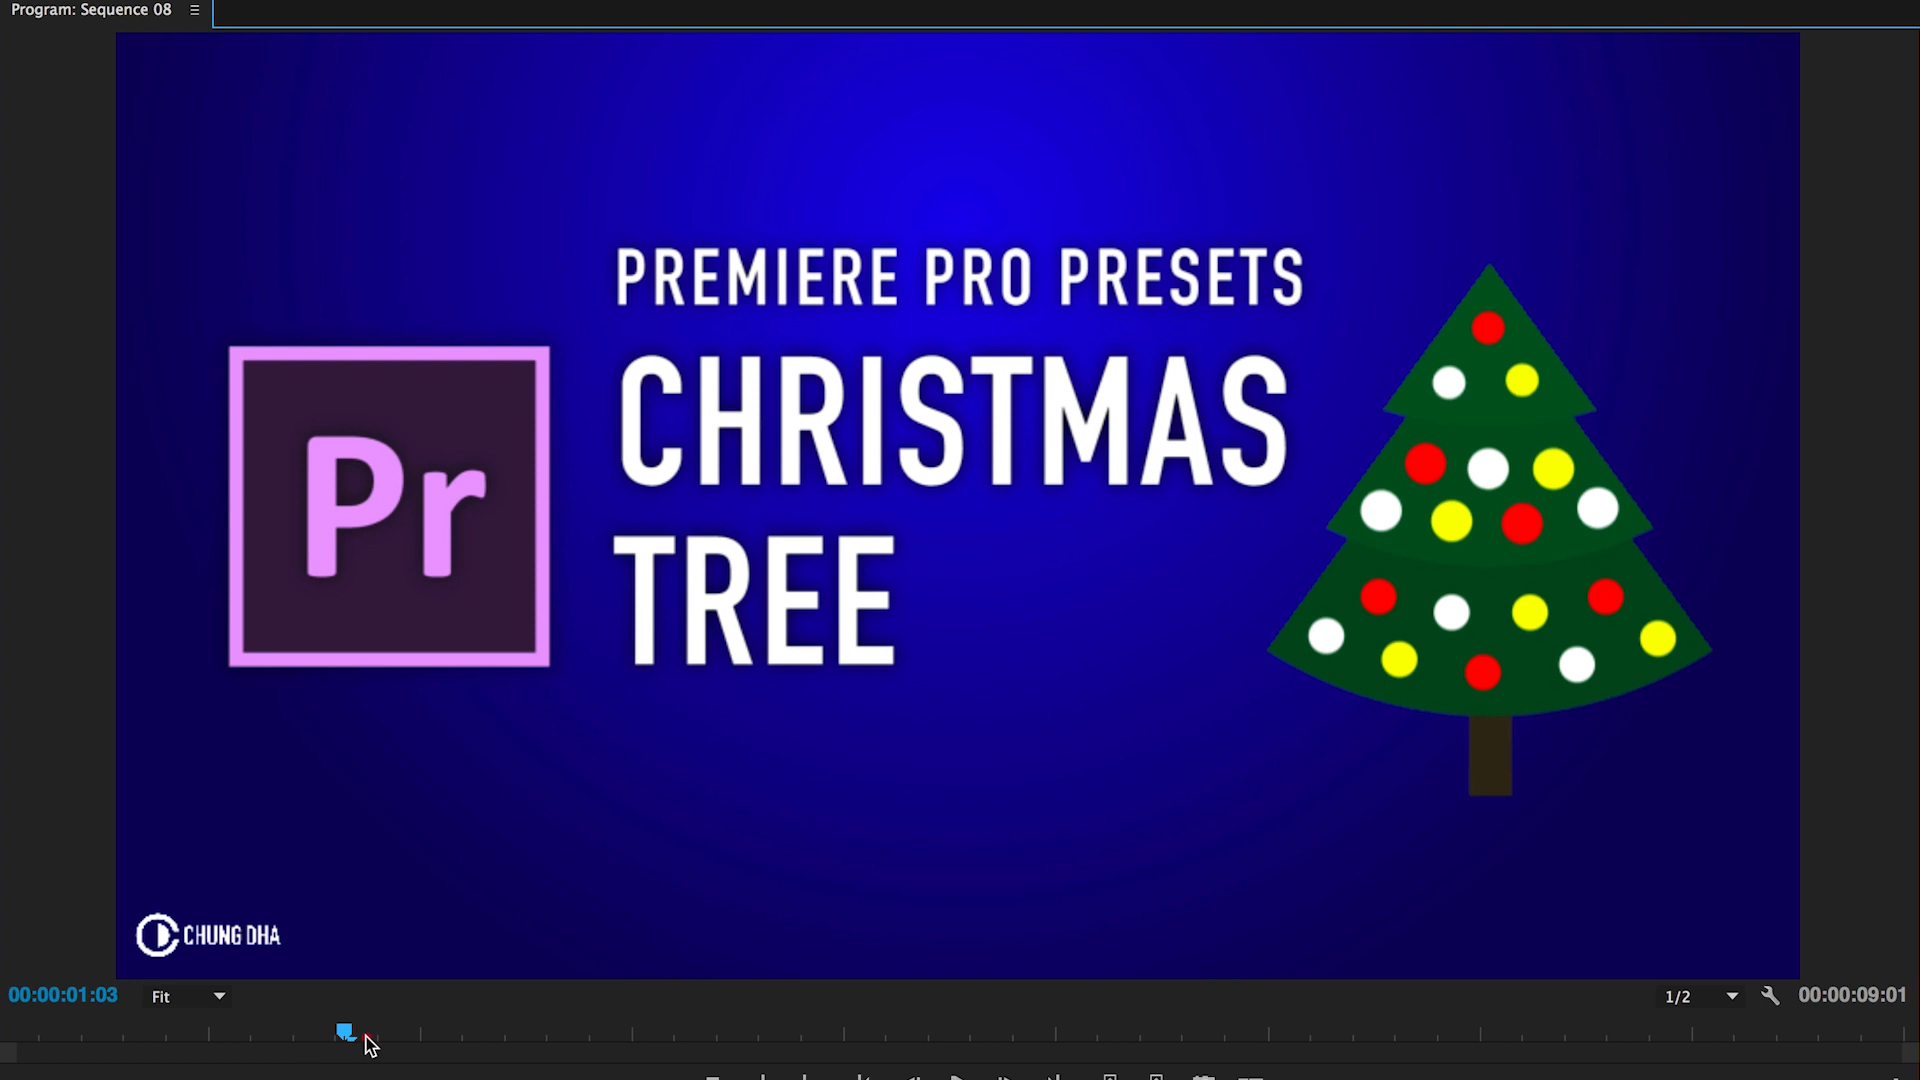 Program: Sequence 08
PREMIERE PRO PRESETS
CHRISTMAS
TREE
Pr
CHUNG DHA
00:00:01:03
Fit
1/2
00:00:09:01